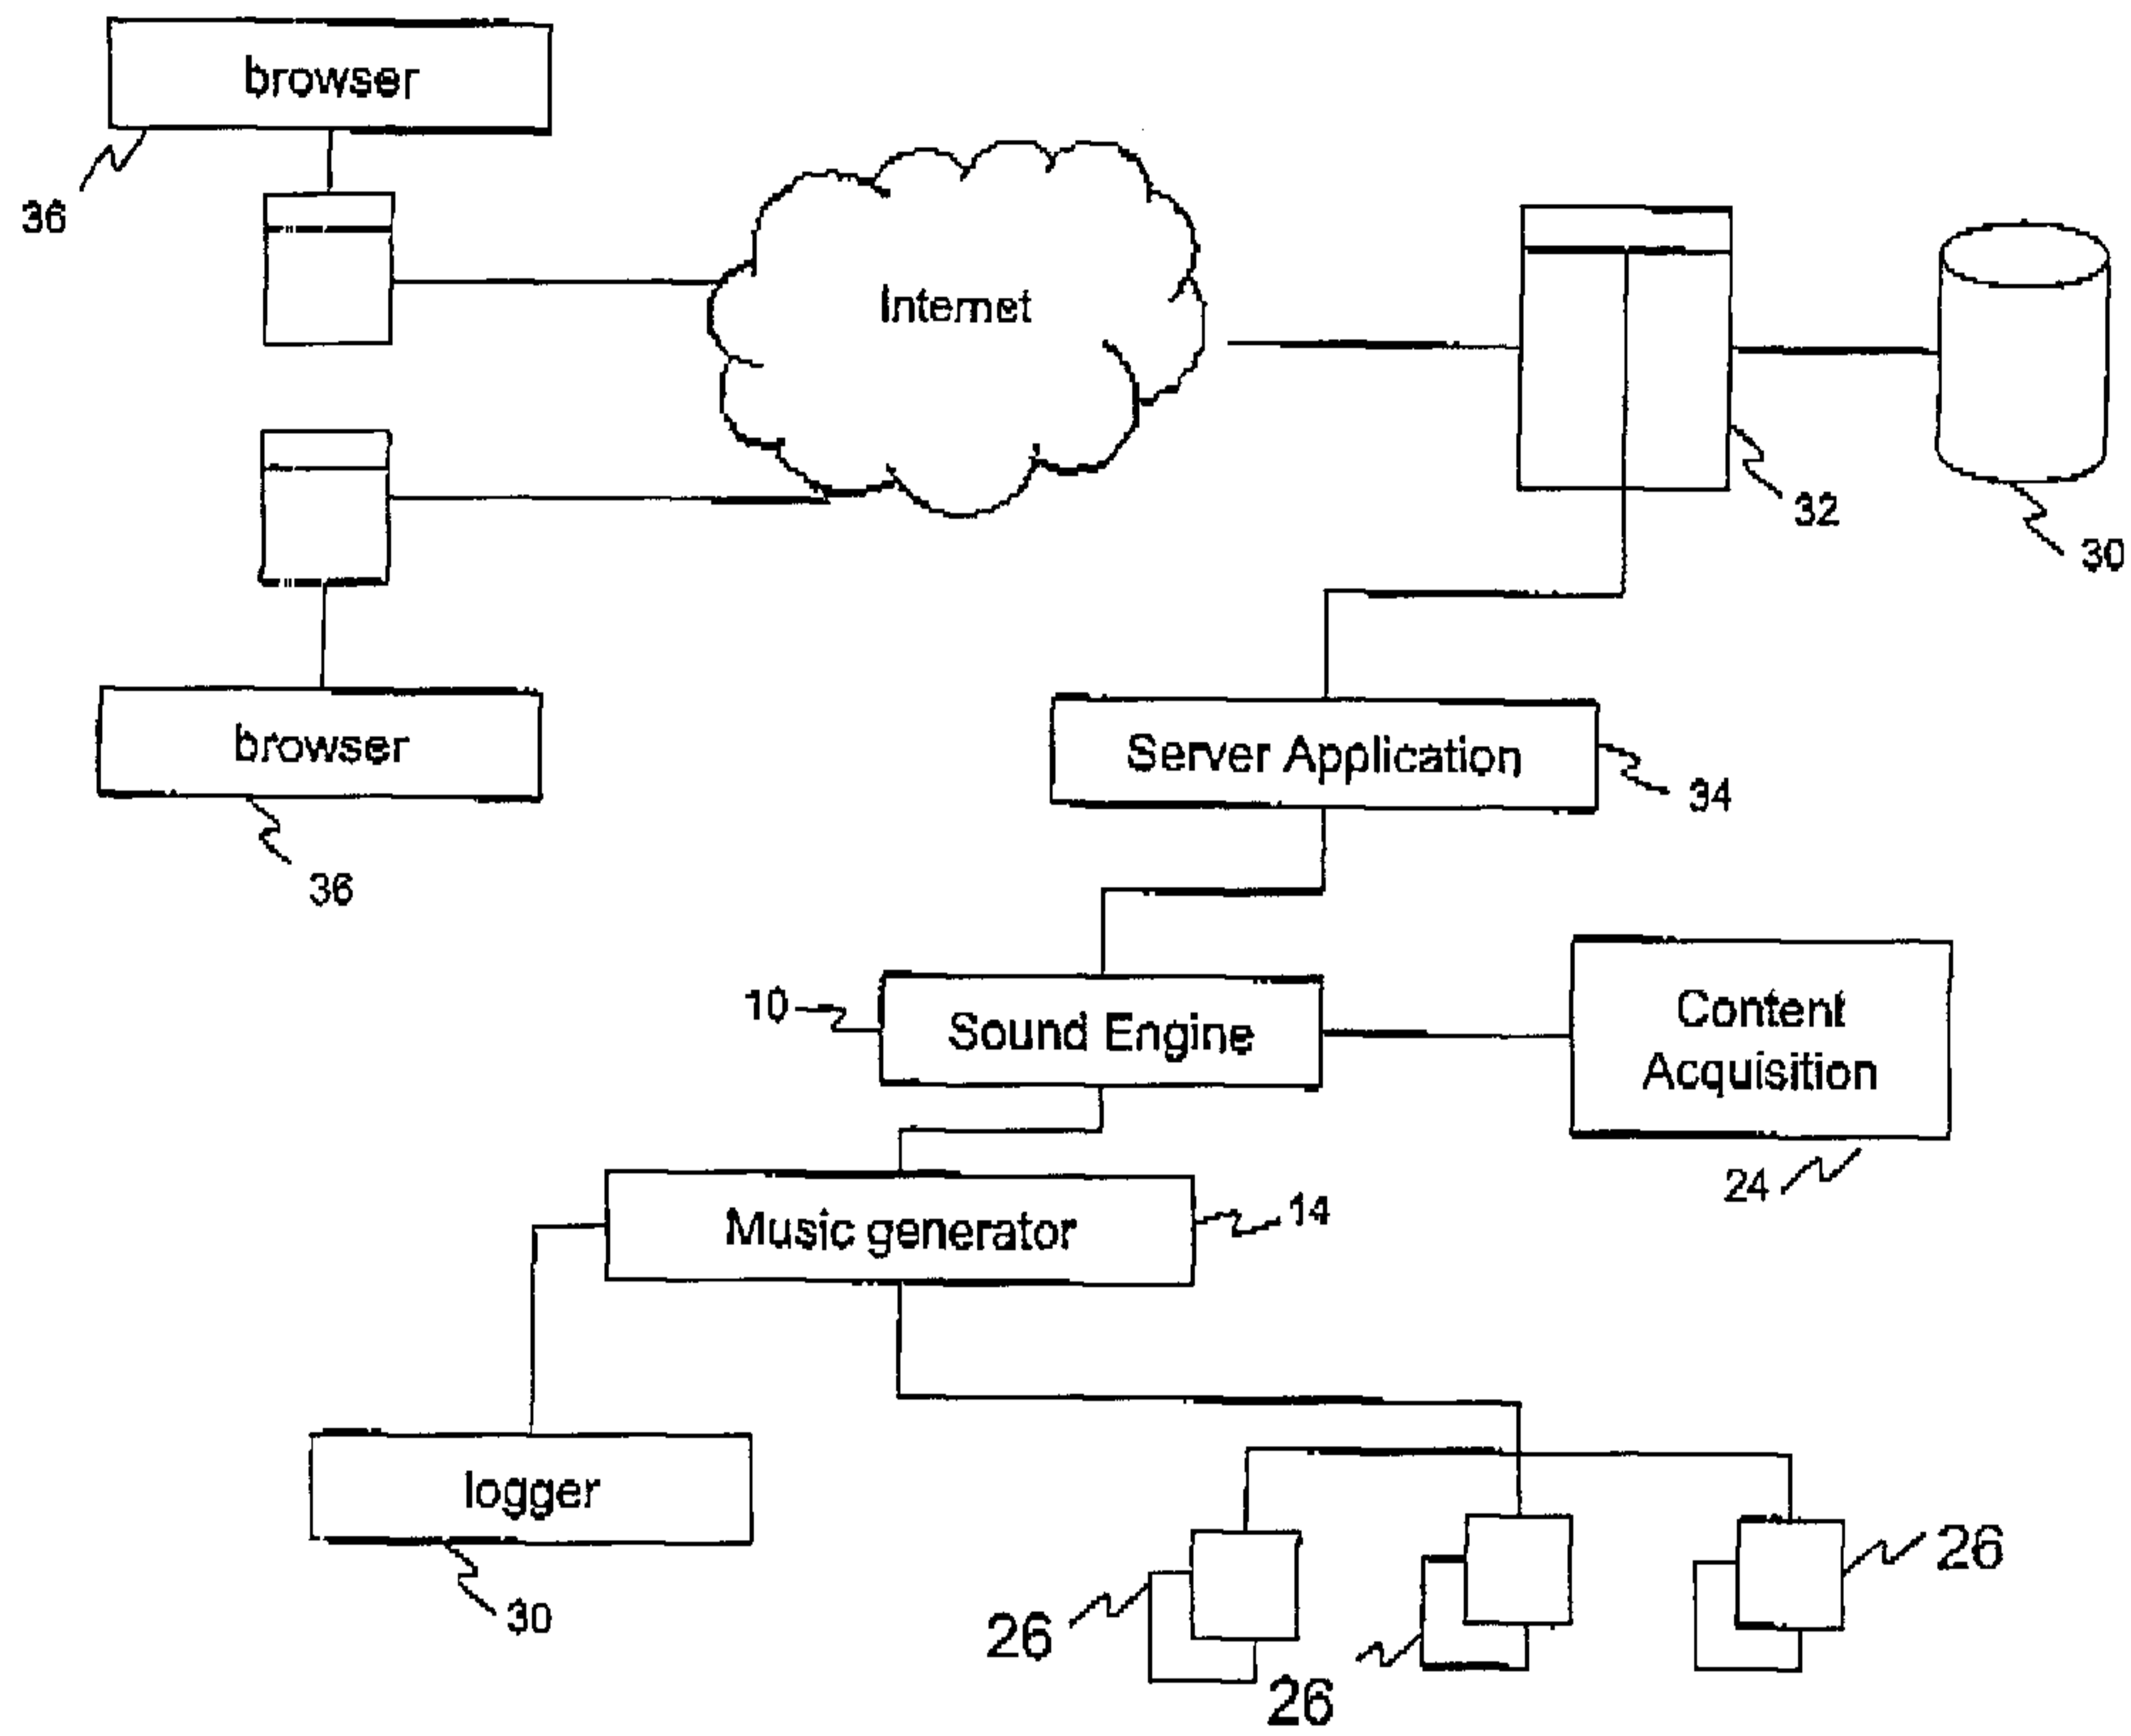 browser
36
Internet
32
30
browser
36
Server Application
34
10
Sound Engine
Content
Acquisition
24
Music generator
14
logger
30
26
26
26